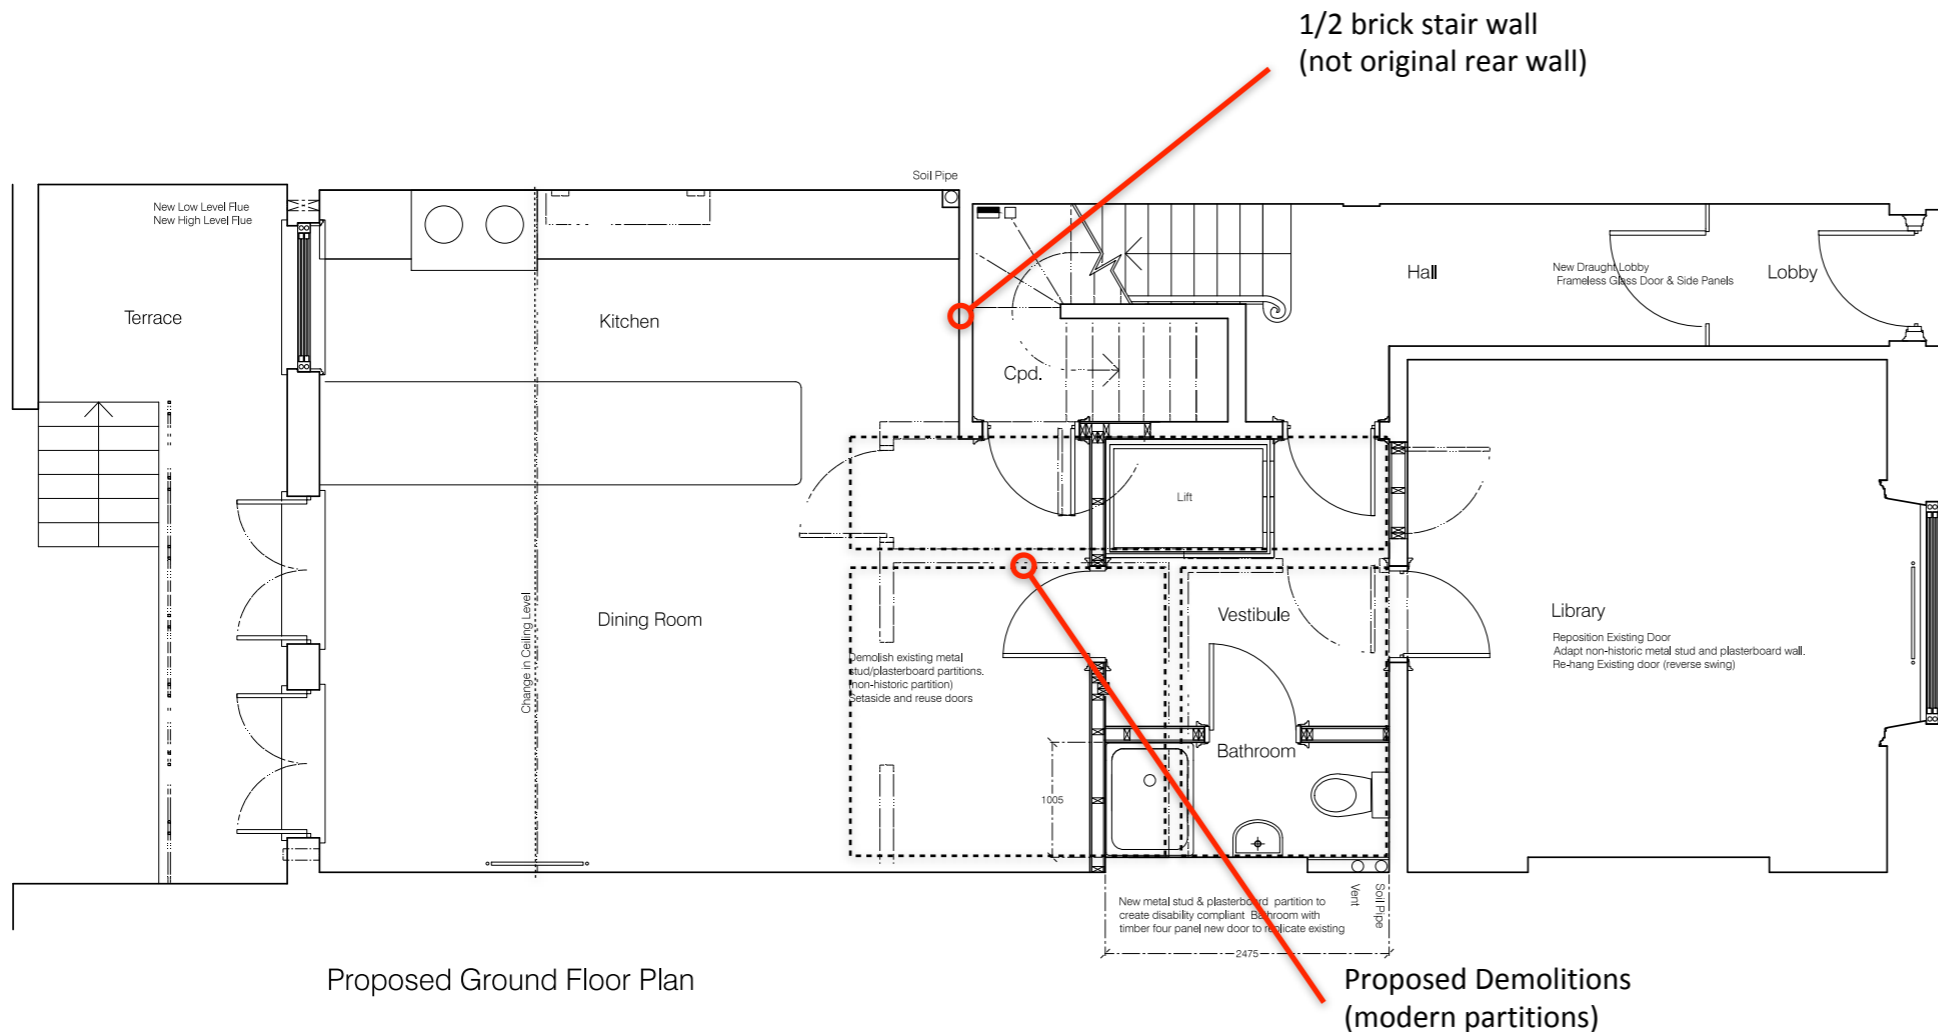 1/2 brick stair wall
(not original rear wall)
Soil Pipe
New Low Level Flue
New High Level Flue
Terrace
Kitchen
Cpd.
Hall
New Draught Lobby
Frameless Glass Door & Side Panels
Lobby
Lift
Change in Ceiling Level
Dining Room
Demolish existing metal
stud/plasterboard partitions.
(non-historic partition)
Setaside and reuse doors
Vestibule
Library
Reposition Existing Door
Adapt non-historic metal stud and plasterboard wall.
Re-hang Existing door (reverse swing)
Bathroom
1005
Vent
Soil Pipe
New metal stud & plasterboard partition to
create disability compliant Bathroom with
timber four panel new door to replicate existing
2475
Proposed Ground Floor Plan
Proposed Demolitions
(modern partitions)